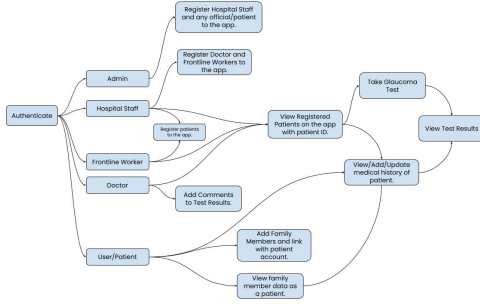 Register Hospital Staff
and any official/patient
to the app.
Register Doctor and
Frontline Workers to
the app.
Admin
Take Glaucoma
Test
Authenticate
Hospital Staff
View Registered
Patients on the app
with patient ID.
Register patients
to the app.
View Test Results
Frontline Worker
View/Add/Update
medical history of
patient.
Doctor
Add Comments
to Test Results.
User/Patient
Add Family
Members and link
with patient
account.
View family
member data as
a patient.